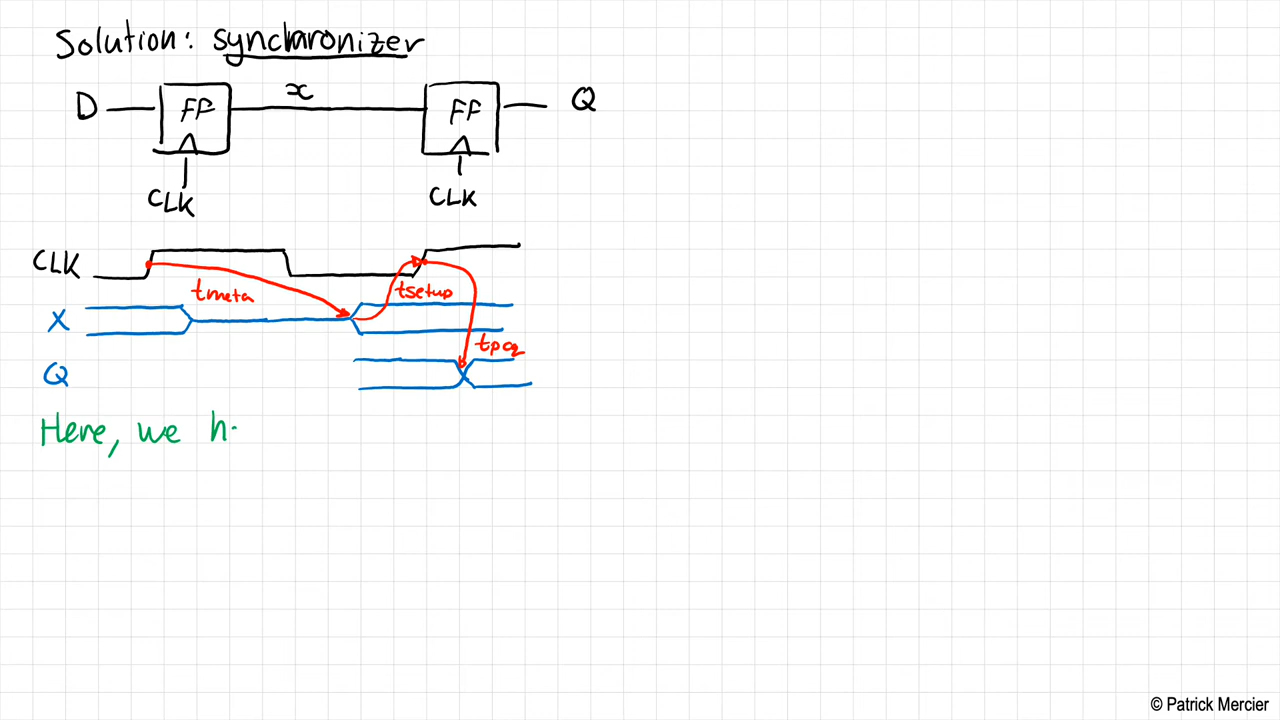 Solution: synchronizer
D FF x FF Q
CLK CLK
CLK
tmeta tsetup
X
tpcq
Q
Here, we h
© Patrick Mercier